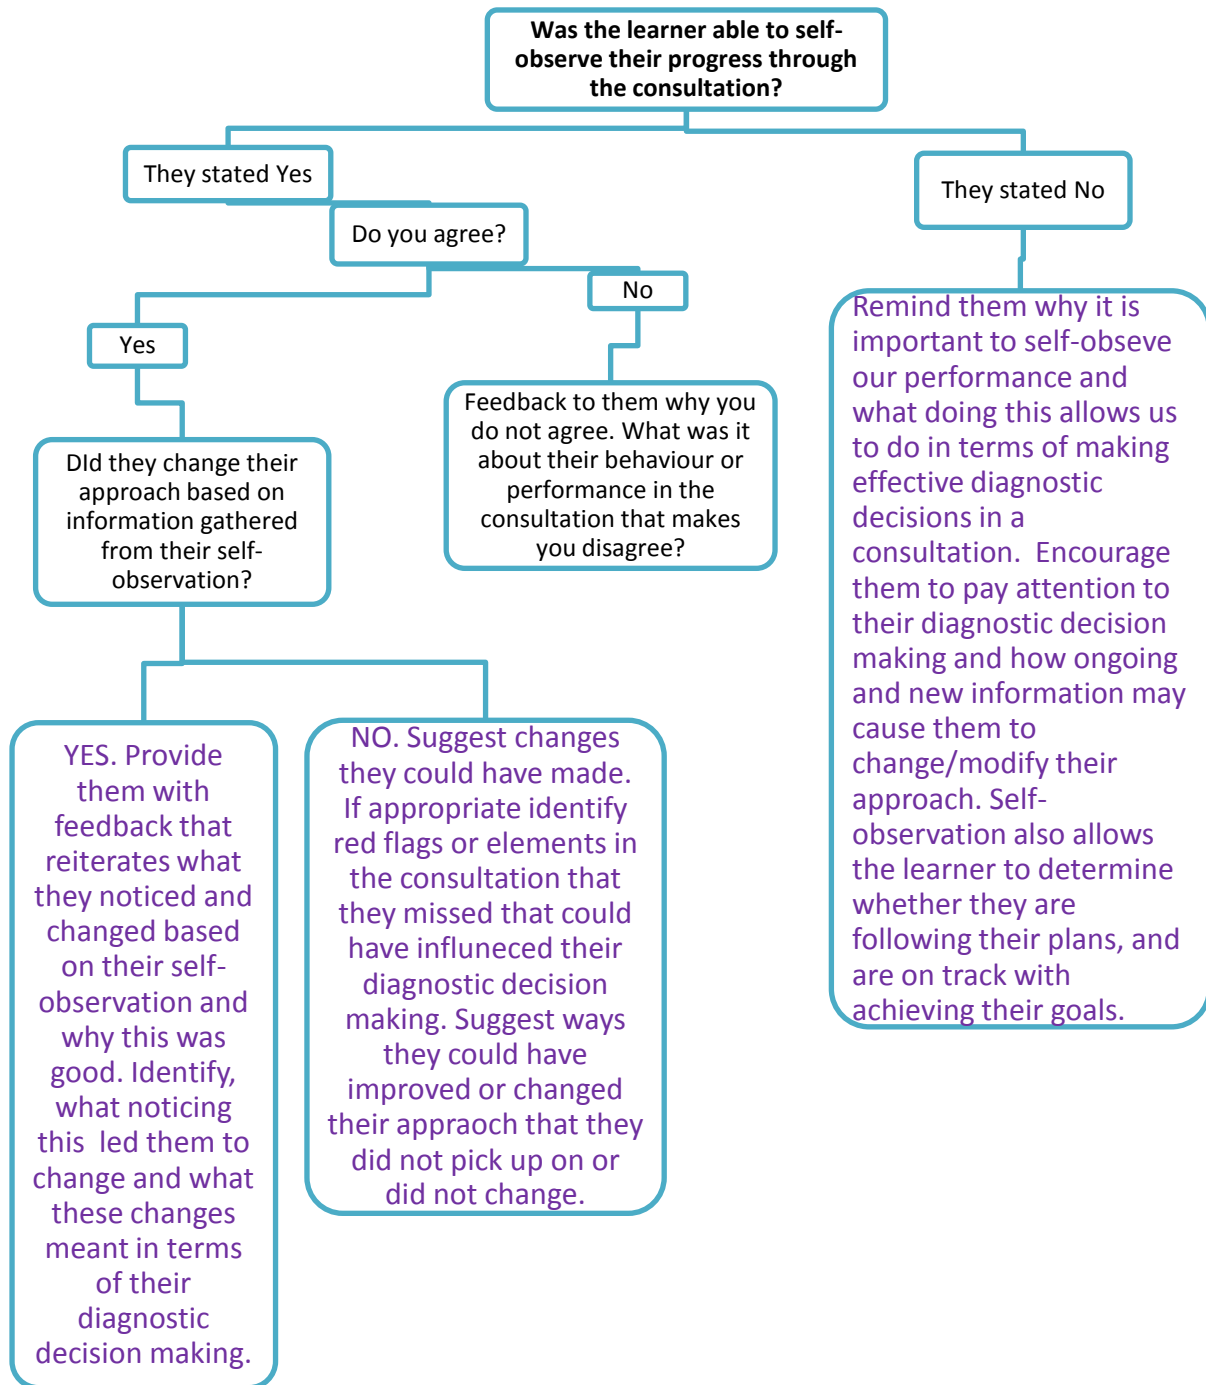 Was the learner able to self-
observe their progress through
the consultation?
They stated Yes
They stated No
Do you agree?
No
Yes
Feedback to them why you
do not agree. What was it
about their behaviour or
performance in the
consultation that makes
you disagree?
DId they change their
approach based on
information gathered
from their self-
observation?
Remind them why it is
important to self-obseve
our performance and
what doing this allows us
to do in terms of making
effective diagnostic
decisions in a
consultation.  Encourage
them to pay attention to
their diagnostic decision
making and how ongoing
and new information may
cause them to
change/modify their
approach. Self-
observation also allows
the learner to determine
whether they are
following their plans, and
are on track with
achieving their goals.
YES. Provide
them with
feedback that
reiterates what
they noticed and
changed based
on their self-
observation and
why this was
good. Identify,
what noticing
this  led them to
change and what
these changes
meant in terms
of their
diagnostic
decision making.
NO. Suggest changes
they could have made.
If appropriate identify
red flags or elements in
the consultation that
they missed that could
have influneced their
diagnostic decision
making. Suggest ways
they could have
improved or changed
their appraoch that they
did not pick up on or
did not change.